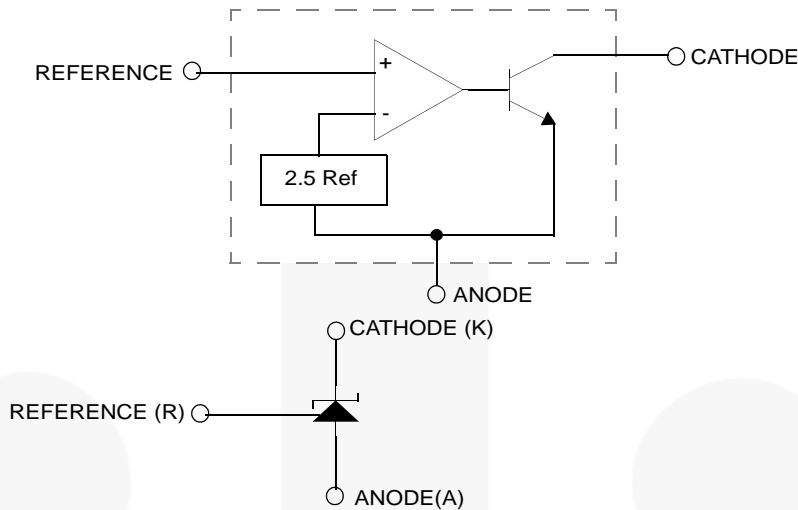 REFERENCE
+
-
CATHODE
2.5 Ref
ANODE
CATHODE (K)
REFERENCE (R)
ANODE(A)